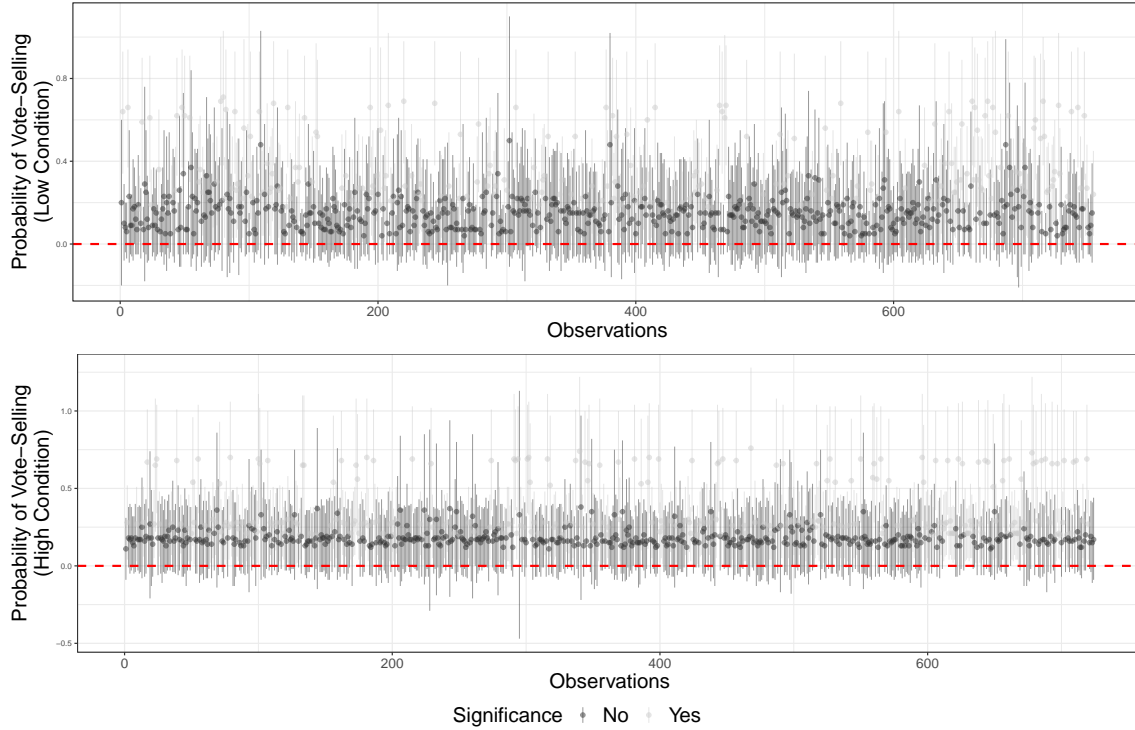 Probability of Vote−Selling
(Low Condition)
0.8
0.4
0.0
0
200
400
600
Observations
Probability of Vote−Selling
(High Condition)
1.0
0.5
0.0
−0.5
0
200
400
600
Observations
Significance No Yes